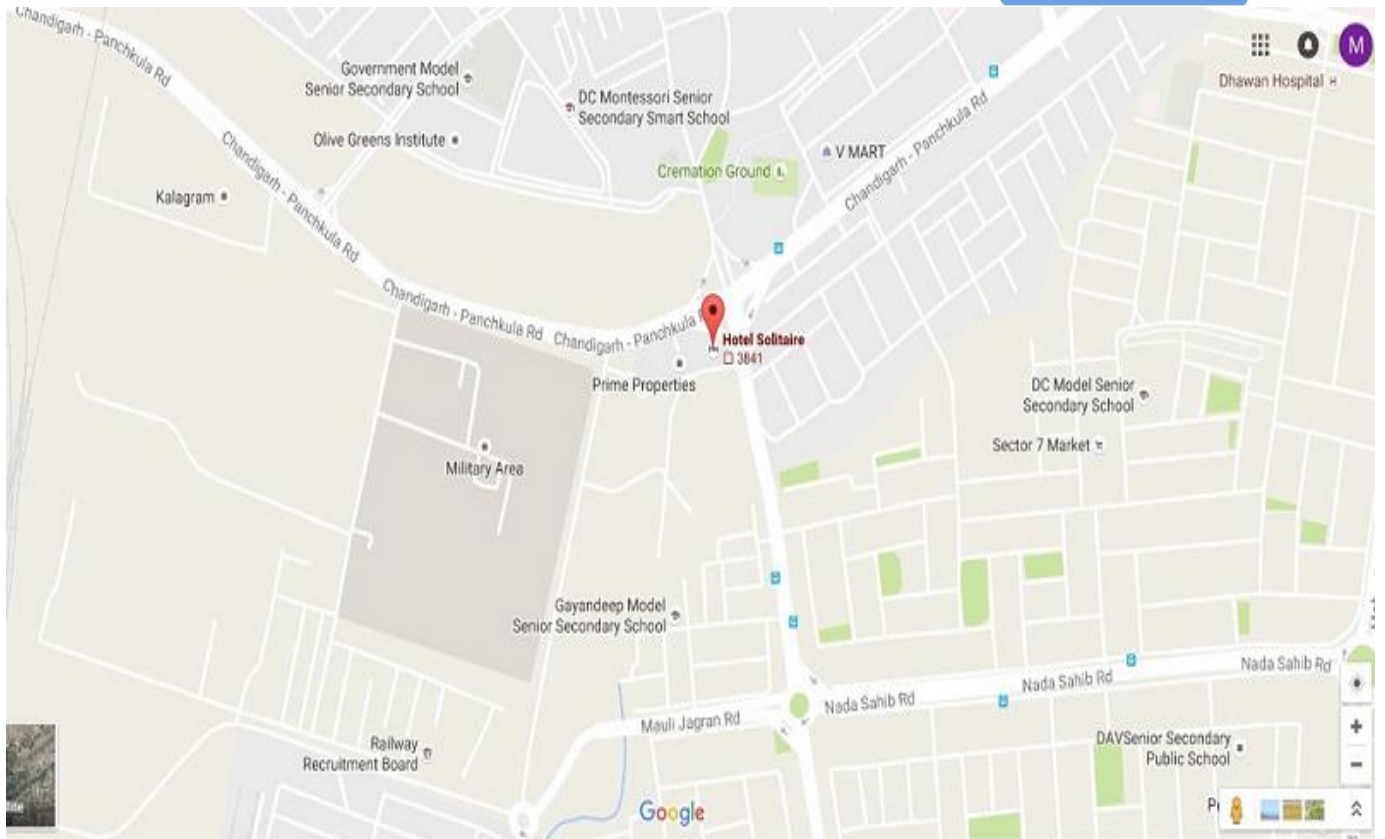 Chandigarh - Panchkula Rd
Government Model
Senior Secondary School
DC Montessori Senior
Secondary Smart School
Dhawan Hospital
M
Olive Greens Institute
V MART
Chandigarh - Panchkula Rd
Cremation Ground
Chandigarh - Panchkula Rd
Kalagram
Chandigarh - Panchkula Rd
Chandigarh - Panchkula
Hotel Solitaire
3841
Prime Properties
DC Model Senior
Secondary School
Sector 7 Market
Military Area
Gayandeep Model
Senior Secondary School
Nada Sahib Rd
Nada Sahib Rd
Nada Sahib Rd
Mauli Jagran Rd
Railway
Recruitment Board
DAVSenior Secondary
Public School
Google